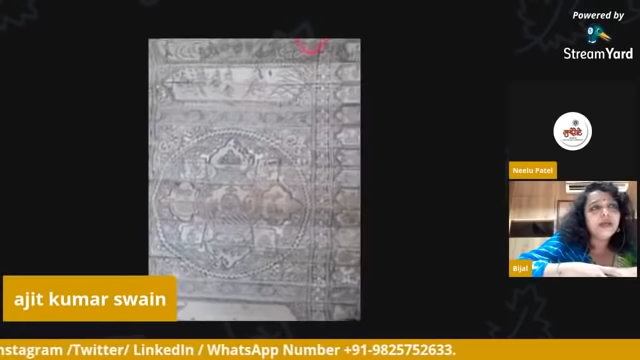 Powered by
StreamYard
Neelu Patel
Bijal
ajit kumar swain
nstagram /Twitter/ LinkedIn / WhatsApp Number +91-9825752633.